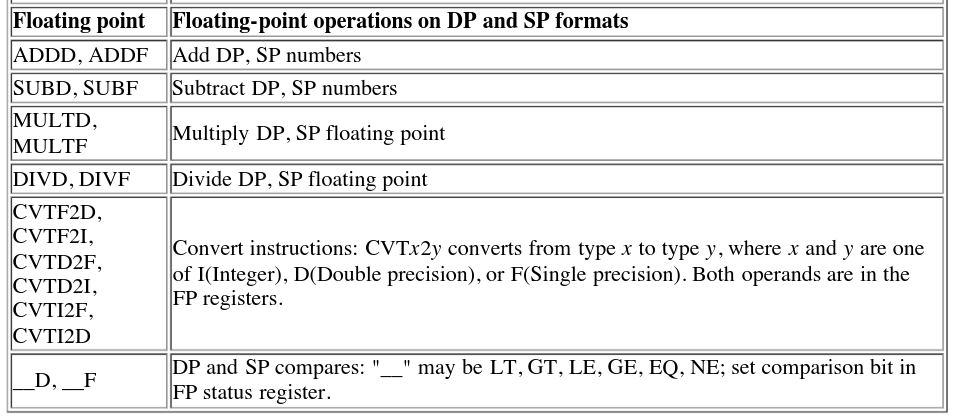 Floating point
Floating-point operations on DP and SP formats
ADDD, ADDF
Add DP, SP numbers
SUBD, SUBF
Subtract DP, SP numbers
MULTD,
MULTF
Multiply DP, SP floating point
DIVD, DIVF
Divide DP, SP floating point
CVTF2D,
CVTF2I,
CVTD2F,
CVTD2I,
CVTI2F,
CVTI2D
Convert instructions: CVTx2y converts from type x to type y, where x and y are one
of I(Integer), D(Double precision), or F(Single precision). Both operands are in the
FP registers.
__D, __F
DP and SP compares: "__" may be LT, GT, LE, GE, EQ, NE; set comparison bit in
FP status register.